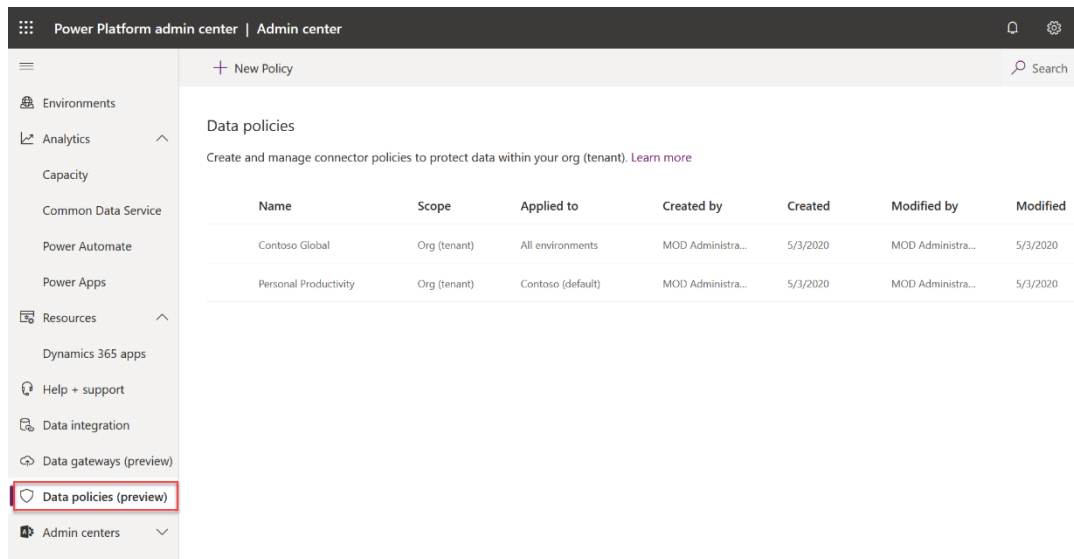 Power Platform admin center | Admin center
+ New Policy
Search
Environments
Analytics
Capacity
Common Data Service
Power Automate
Power Apps
Resources
Dynamics 365 apps
Help + support
Data integration
Data gateways (preview)
Data policies (preview)
Admin centers
Data policies
Create and manage connector policies to protect data within your org (tenant). Learn more
Name Scope Applied to Created by Created Modified by Modified
Contoso Global Org (tenant) All environments MOD Administra... 5/3/2020 MOD Administra... 5/3/2020
Personal Productivity Org (tenant) Contoso (default) MOD Administra... 5/3/2020 MOD Administra... 5/3/2020